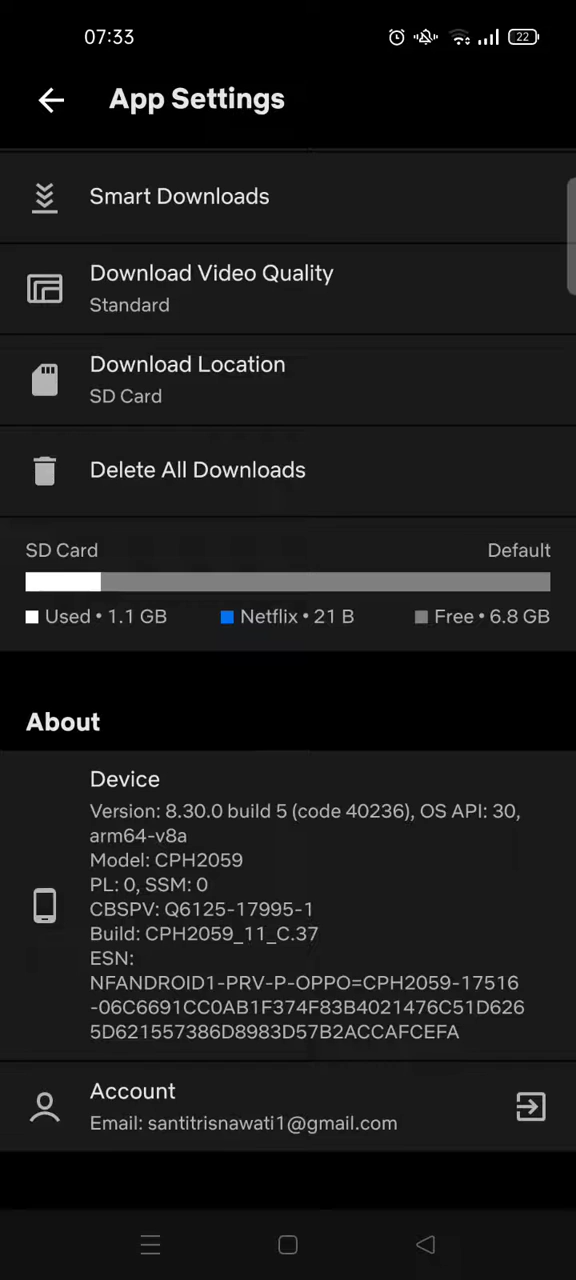 07:33
22
App Settings
Smart Downloads
Download Video Quality
Standard
Download Location
SD Card
Delete All Downloads
SD Card
Default
Used • 1.1 GB
Netflix • 21 B
Free • 6.8 GB
About
Device
Version: 8.30.0 build 5 (code 40236), OS API: 30,
arm64-v8a
Model: CPH2059
PL: 0, SSM: 0
CBSPV: Q6125-17995-1
Build: CPH2059_11_C.37
ESN:
NFANDROID1-PRV-P-OPPO=CPH2059-17516
-06C6691CC0AB1F374F83B4021476C51D626
5D621557386D8983D57B2ACCAFCEFA
Account
Email: santitrisnawati1@gmail.com